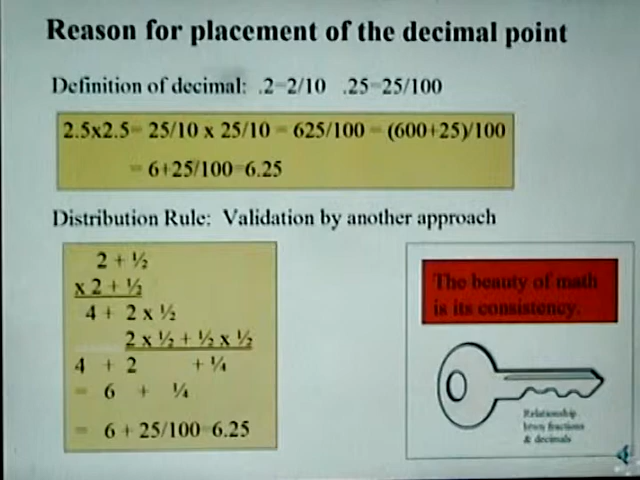 Reason for placement of the decimal point
Definition of decimal: .2=2/10 .25=25/100
2.5x2.5= 25/10 x 25/10 = 625/100 = (600+25)/100
= 6+25/100=6.25
Distribution Rule: Validation by another approach
2 + ½
x 2 + ½
4 + 2 x ½
2 x ½ + ½ x ½
4 + 2 + ¼
= 6 + ¼
= 6 + 25/100=6.25
The beauty of math
is its consistency.
Relationship
btwn fractions
& decimals